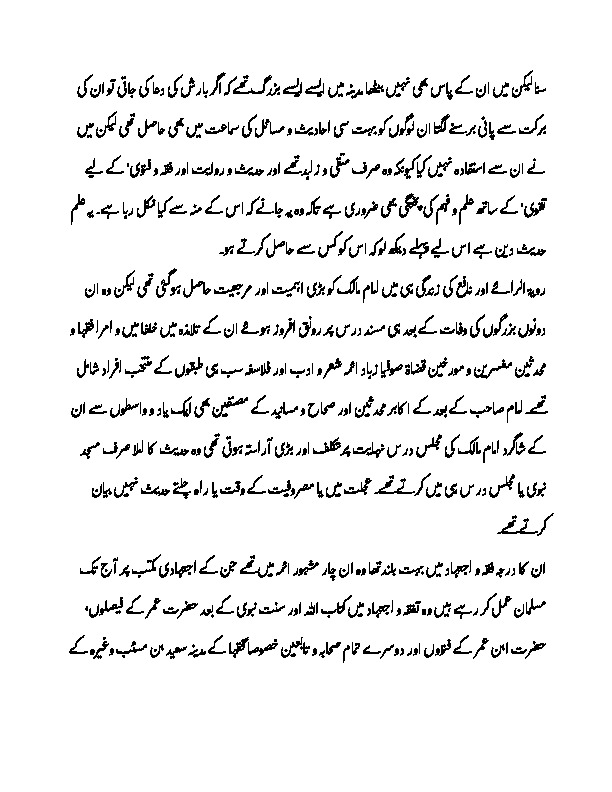 سنا لیکن میں ان کے پاس بھی نہیں بیٹھا مدینہ میں ایسے ایسے بزرگ تھے کہ اگر بارش کی دعا کی جاتی تو ان کی
برکت سے پانی برسنے لگتا ان لوگوں کو بہت سی احادیث و مسائل کی سماعت میں بھی حاصل تھی لیکن میں
نے ان سے استفادہ نہیں کیا کیونکہ وہ صرف متقی و زاہد تھے اور حدیث و روایت اور فقہ و فتویٰ کے لیے
تقویٰ کے ساتھ علم و فہم کی پختگی بھی ضروری ہے تاکہ وہ یہ جانے کہ اس کے منہ سے کیا نکل رہا ہے۔ یہ علم
حدیث دین ہے اس لیے پہلے دیکھ لو کہ اس کو کس سے حاصل کرتے ہو۔
ربیۃ الرائے اور نافع کی زندگی ہی میں امام مالک کو بڑی اہمیت اور مرجعیت حاصل ہو گئی تھی لیکن وہ ان
دونوں بزرگوں کی وفات کے بعد ہی مسند درس پر رونق افروز ہوئے ان کے تلامذہ میں خلفا میں و امرا فقہا و
محدثین مفسرین و مورخین قضاۃ صوفیا زہاد ائمہ شعر و ادب اور فلاسفہ سب ہی طبقوں کے منتخب افراد شامل
تھے۔ امام صاحب کے بعد کے اکابر محدثین اور صحاح و مسانید کے مصنفین بھی ایک یا دو واسطوں سے ان
کے شاگرد امام مالک کی مجلس درس نہایت پرتکلف اور بڑی آراستہ ہوتی تھی وہ حدیث کا املا صرف مسجد
نبوی یا مجلس درس ہی میں کرتے تھے۔ عجلت میں یا مصروفیت کے وقت یا راہ چلتے حدیث نہیں بیان
کرتے تھے۔
ان کا درجہ فقہ و اجتہاد میں بہت بلند تھا وہ ان چار مشہور ائمہ میں تھے جن کے اجتہادی مکتب پر آج تک
مسلمان عمل کر رہے ہیں وہ تفقہ و اجتہاد میں کتاب اللہ اور سنت نبوی کے بعد حضرت عمر کے فیصلوں،
حضرت ابن عمر کے فتوؤں اور دوسرے تمام صحابہ و تابعین خصوصا فقہا کے مدینہ سعید بن مسیب وغیرہ کے